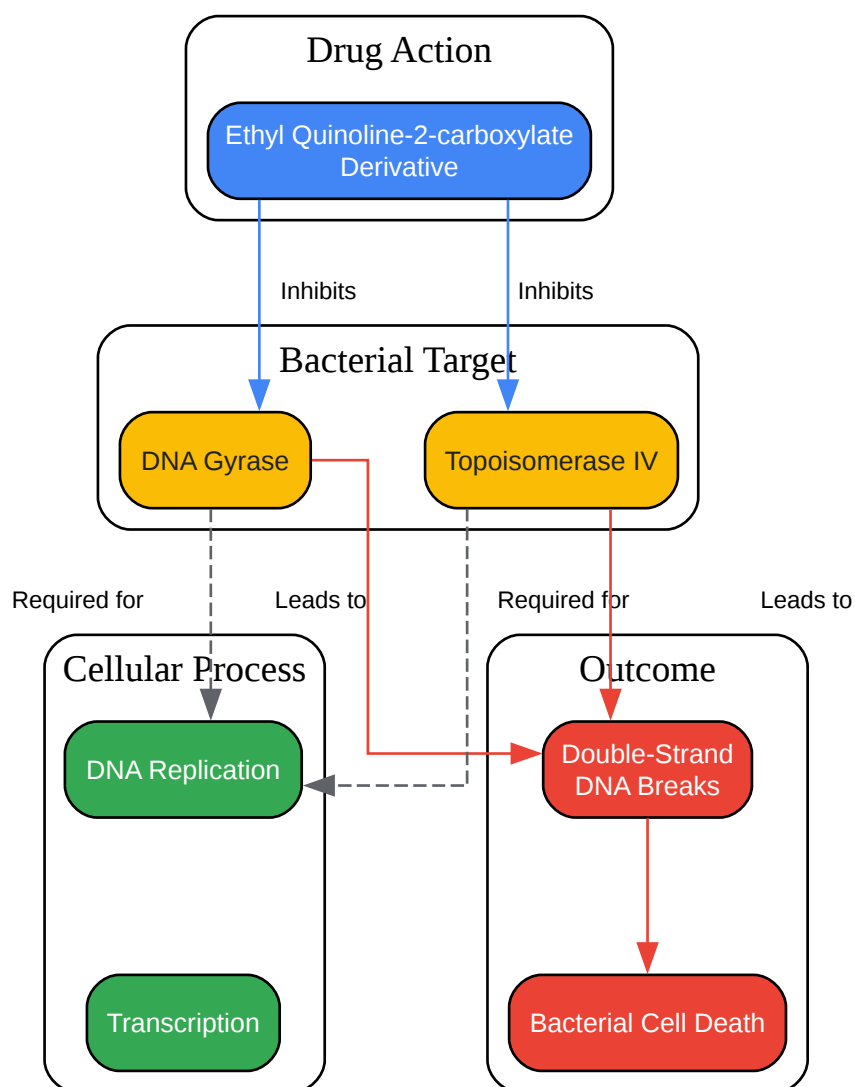 Drug Action
Ethyl Quinoline-2-carboxylate
Derivative
Inhibits
Inhibits
Bacterial Target
DNA Gyrase
Topoisomerase IV
Required for
Leads to
Required for
Leads to
Cellular Process
Outcome
DNA Replication
Double-Strand
DNA Breaks
Transcription
Bacterial Cell Death